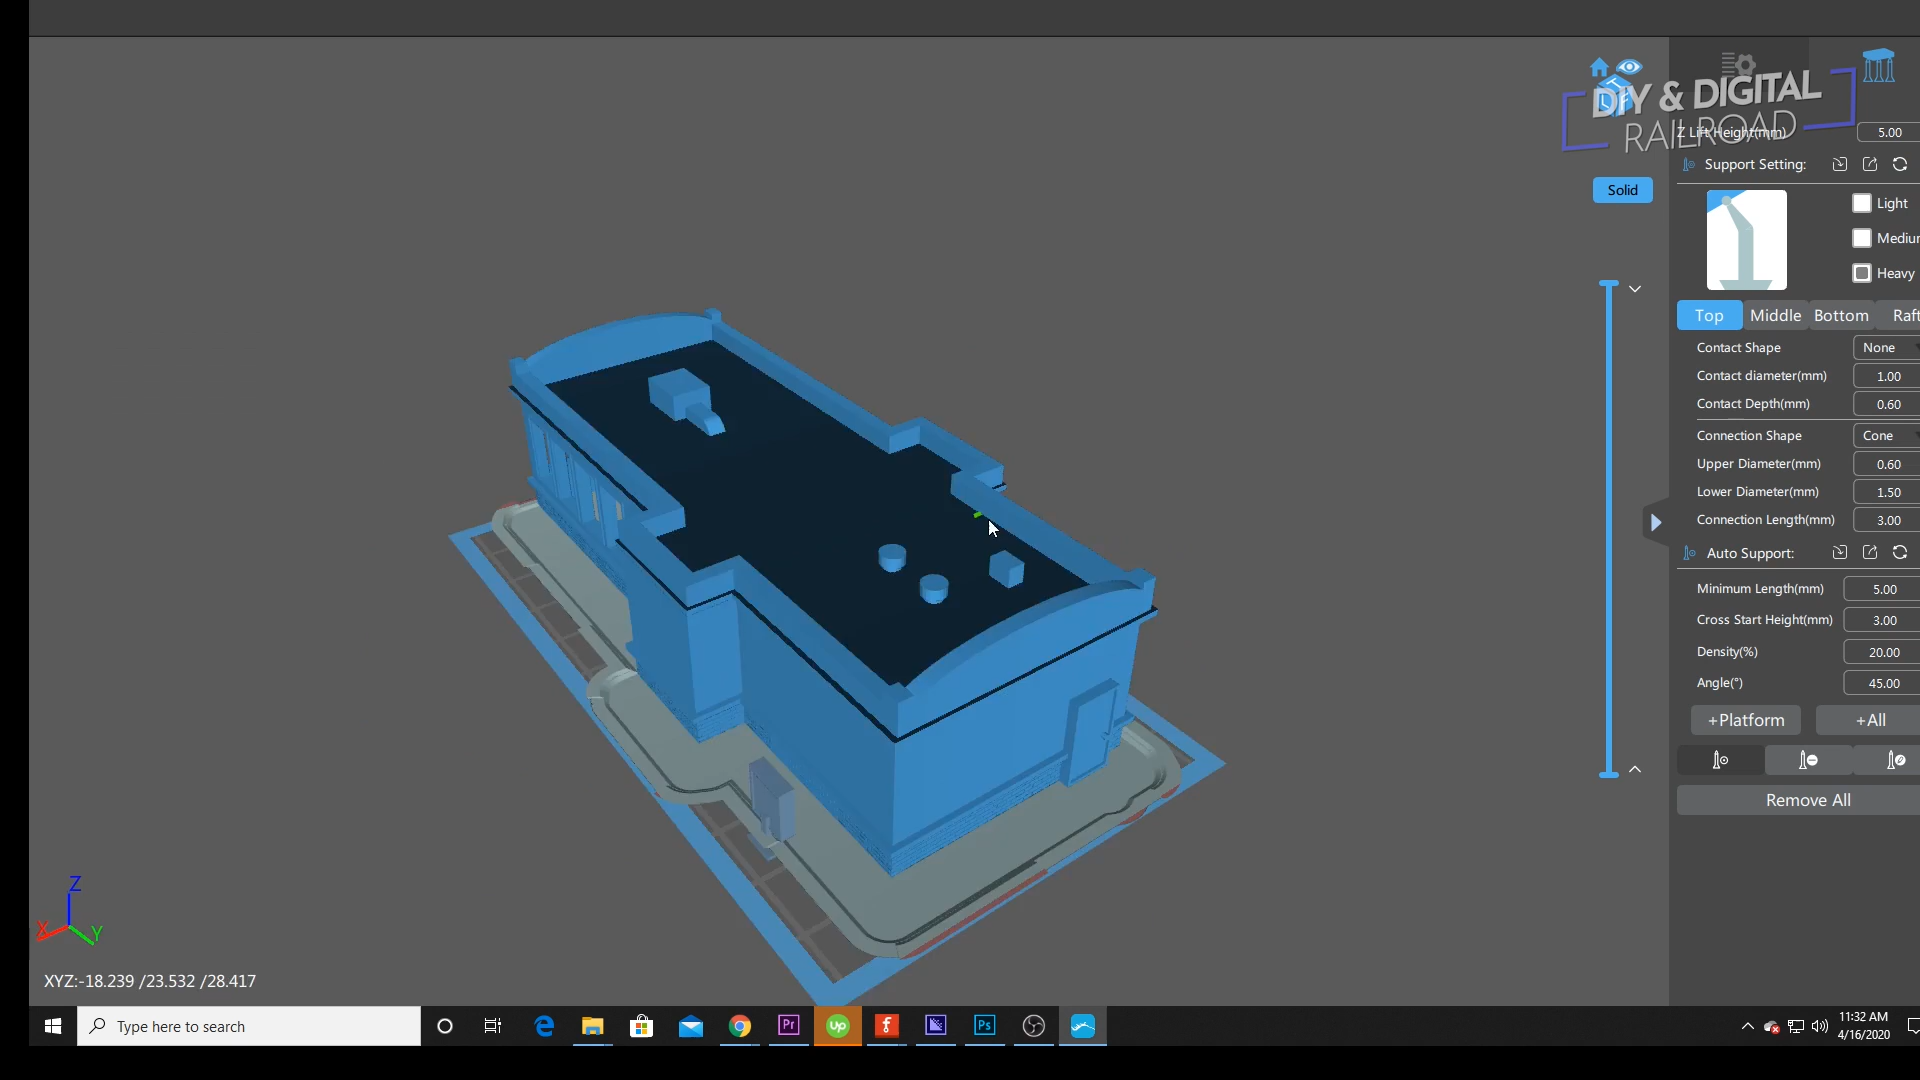 DIY & DIGITAL
RAILROAD
Z Lift Height(mm) 5.00
Support Setting:
Solid
Light
Mediu
Heavy
Top Middle Bottom Raft
Contact Shape None
Contact diameter(mm) 1.00
Contact Depth(mm) 0.60
Connection Shape Cone
Upper Diameter(mm) 0.60
Lower Diameter(mm) 1.50
Connection Length(mm) 3.00
Auto Support:
Minimum Length(mm) 5.00
Cross Start Height(mm) 3.00
Density(%) 20.00
Angle(°) 45.00
+Platform +All
Remove All
Z
X Y
XYZ:-18.239 /23.532 /28.417
Type here to search
Pr
Up
Ps
11:32 AM
4/16/2020